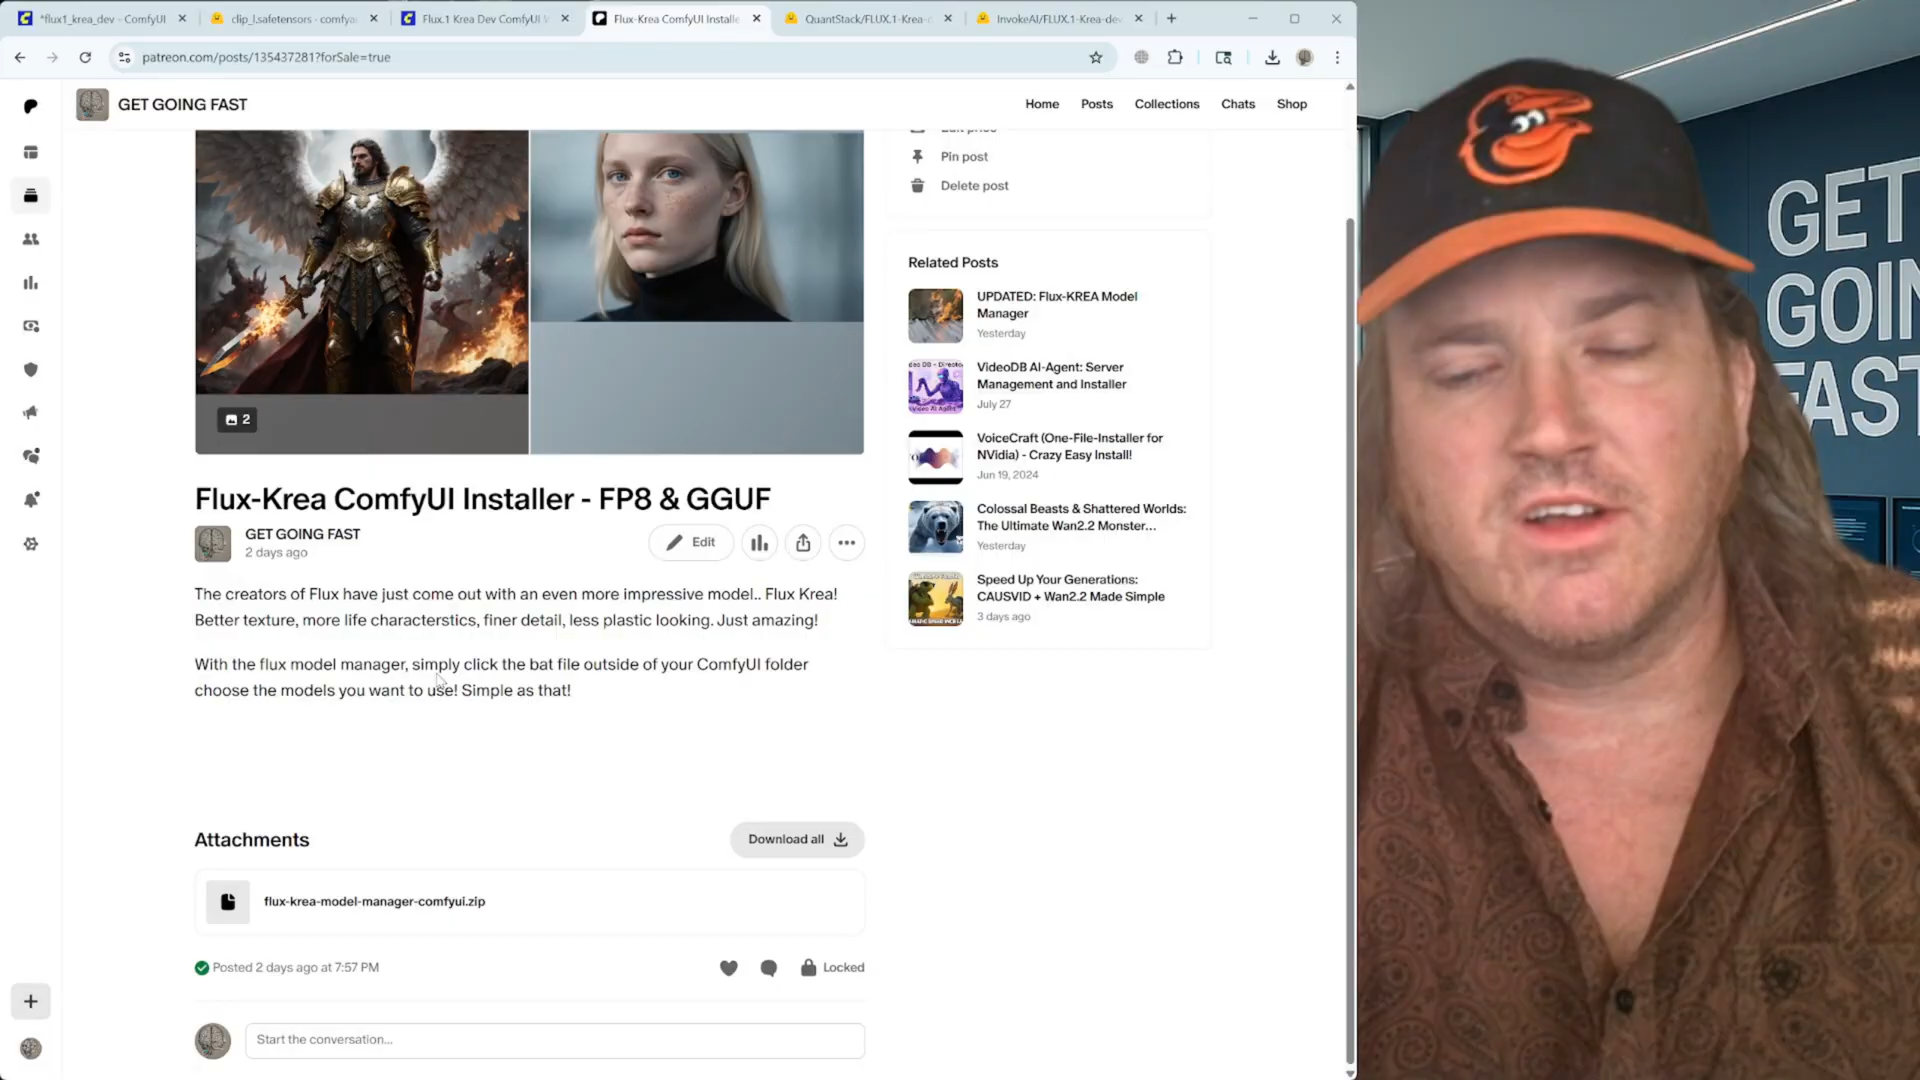 *flux1_krea_dev - ComfyUI
clip_l.safetensors · comfya
Flux.1 Krea Dev ComfyUI
Flux-Krea ComfyUI Installe
QuantStack/FLUX.1-Krea-
InvokeAI/FLUX.1-Krea-dev
patreon.com/posts/135437281?forSale=true
GET GOING FAST
Home
Posts
Collections
Chats
Shop
Edit price
Pin post
Delete post
2
Related Posts
UPDATED: Flux-KREA Model
Manager
Yesterday
VideoDB AI-Agent: Server
Management and Installer
July 27
VoiceCraft (One-File-Installer for
NVidia) - Crazy Easy Install!
Jun 19, 2024
Colossal Beasts & Shattered Worlds:
The Ultimate Wan2.2 Monster...
Yesterday
Speed Up Your Generations:
CAUSVID + Wan2.2 Made Simple
3 days ago
Flux-Krea ComfyUI Installer - FP8 & GGUF
GET GOING FAST
2 days ago
Edit
The creators of Flux have just come out with an even more impressive model.. Flux Krea!
Better texture, more life characterstics, finer detail, less plastic looking. Just amazing!
With the flux model manager, simply click the bat file outside of your ComfyUI folder
choose the models you want to use! Simple as that!
Attachments
Download all
flux-krea-model-manager-comfyui.zip
Posted 2 days ago at 7:57 PM
Locked
Start the conversation...
GET
GOIN
FAST